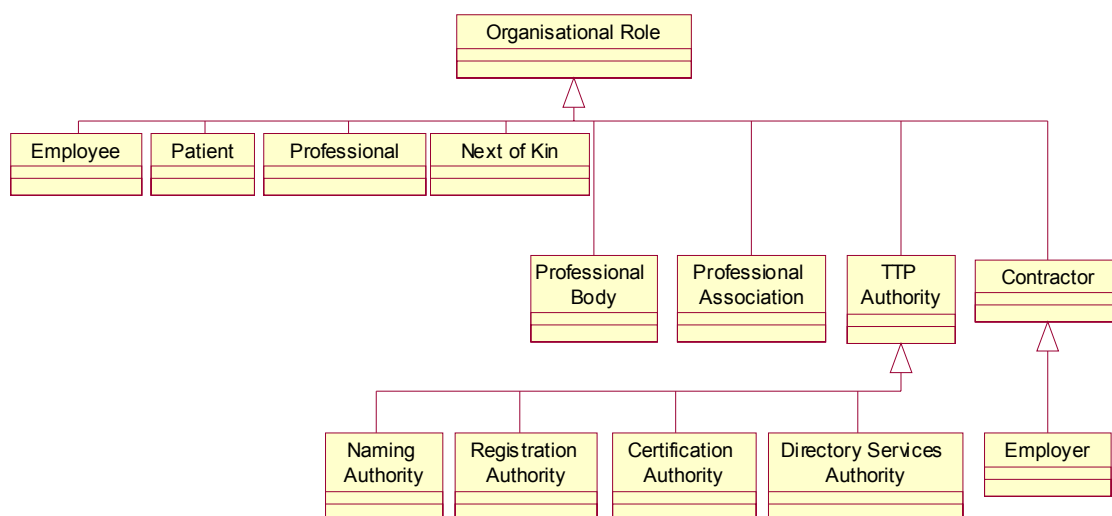 Organisational Role
Employee
Patient
Professional
Next of Kin
Professional
Body
Professional
Association
TTP
Authority
Contractor
Naming
Authority
Registration
Authority
Certification
Authority
Directory Services
Authority
Employer